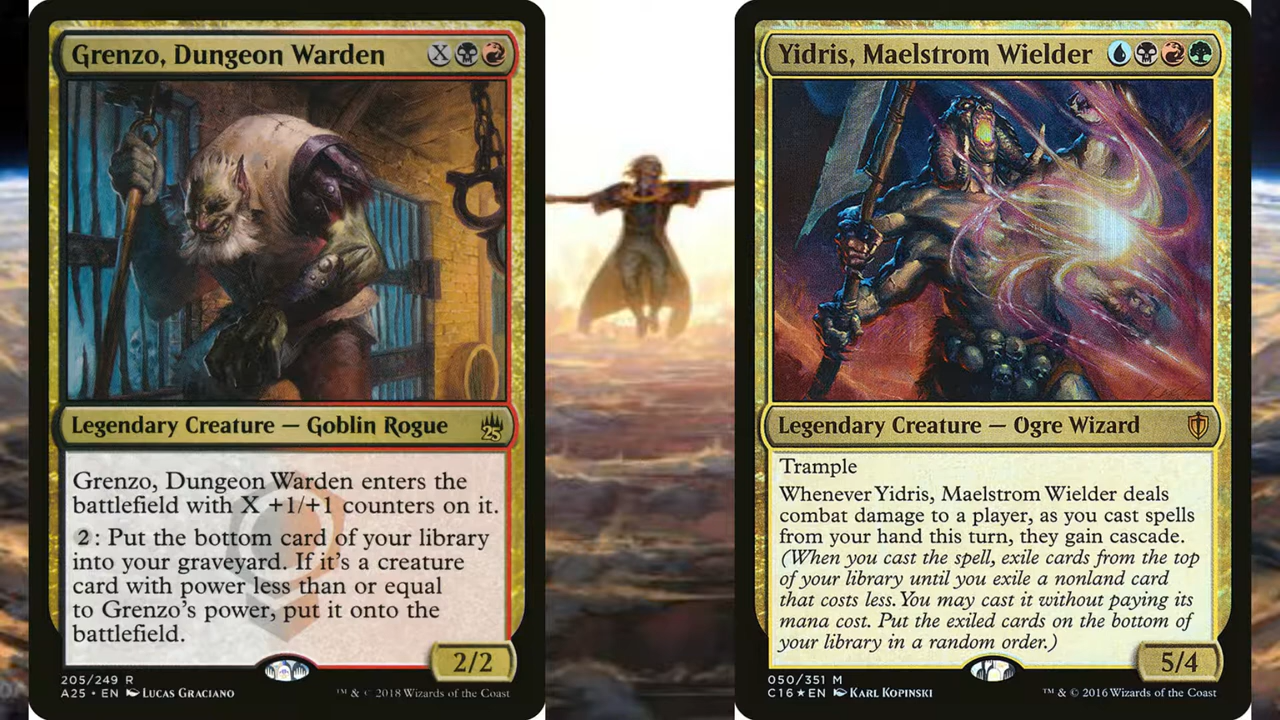 Grenzo, Dungeon Warden X
Legendary Creature — Goblin Rogue
25
Grenzo, Dungeon Warden enters the
battlefield with X +1/+1 counters on it.
2: Put the bottom card of your library
into your graveyard. If it's a creature
card with power less than or equal
to Grenzo's power, put it onto the
battlefield.
2/2
205/249 R
A25 • EN Lucas Graciano
™ & © 2018 Wizards of the Coast
Yidris, Maelstrom Wielder
Legendary Creature — Ogre Wizard
Trample
Whenever Yidris, Maelstrom Wielder deals
combat damage to a player, as you cast spells
from your hand this turn, they gain cascade.
(When you cast the spell, exile cards from the top
of your library until you exile a nonland card
that costs less. You may cast it without paying its
mana cost. Put the exiled cards on the bottom of
your library in a random order.)
5/4
050/351 M
C16 ★ EN Karl Kopinski
™ & © 2016 Wizards of the Coast